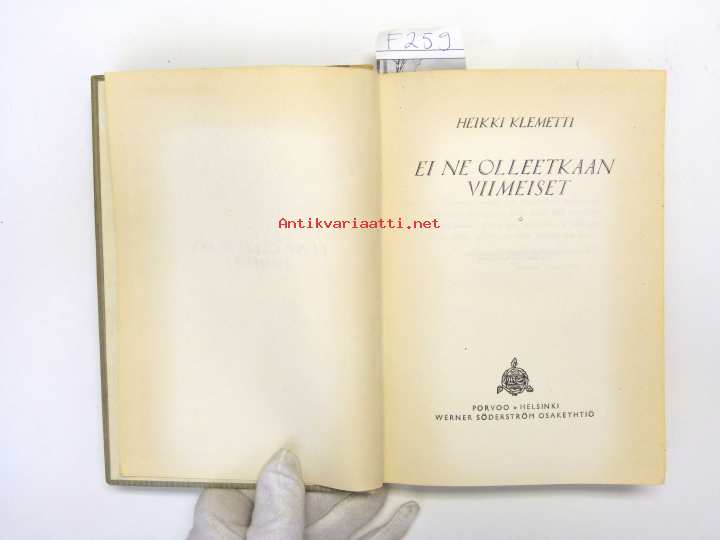 F259
HEIKKI KLEMETTI
EI NE OLLEETKAAN
VIIMEISET
Antikvariaatti.net
PORVOO • HELSINKI
WERNER SÖDERSTRÖM OSAKEYHTIÖ